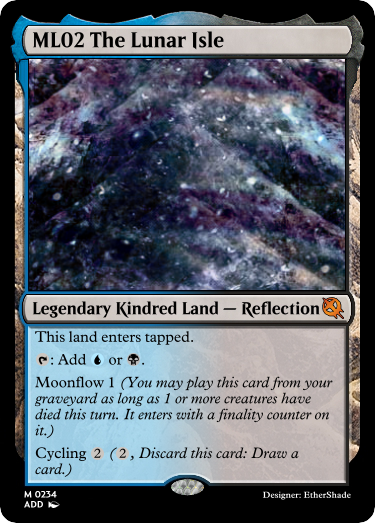 ML02 The Lunar Isle
Legendary Kindred Land — Reflection
This land enters tapped.
: Add or .
Moonflow 1 (You may play this card from your
graveyard as long as 1 or more creatures have
died this turn. It enters with a finality counter on
it.)
Cycling 2 ( 2 , Discard this card: Draw a
card.)
M 0234
ADD
Designer: EtherShade